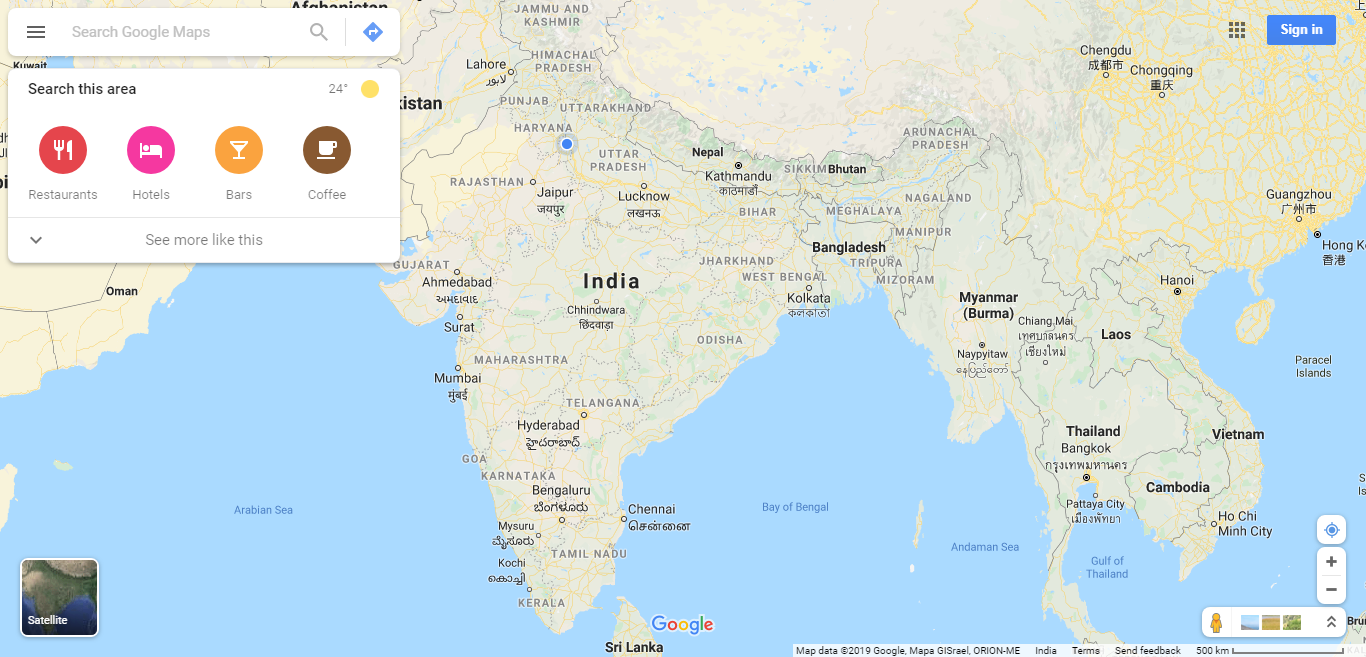 Search Google Maps
Sign in
Search this area
24°
Restaurants
Hotels
Bars
Coffee
See more like this
Satellite
Afghanistan
JAMMU AND
KASHMIR
Kuwait
HIMACHAL
PRADESH
Lahore
لاہور
PUNJAB
UTTARAKHAND
HARYANA
UTTAR
PRADESH
Nepal
Kathmandu
काठमाडौं
SIKKIM
Bhutan
ARUNACHAL
PRADESH
Chengdu
成都市
Chongqing
重庆
RAJASTHAN
Jaipur
जयपुर
Lucknow
लखनऊ
BIHAR
MEGHALAYA
NAGALAND
MANIPUR
Guangzhou
广州市
香港
Bangladesh
TRIPURA
MIZORAM
GUJARAT
Ahmedabad
અમદાવાદ
India
JHARKHAND
WEST BENGAL
Kolkata
কলকাতা
Oman
Surat
Chhindwara
छिंदवाड़ा
ODISHA
Myanmar
(Burma)
Hanoi
Chiang Mai
เทศบาลนคร
เชียงใหม่
Laos
Naypyitaw
နေပြည်တော်
Paracel
Islands
MAHARASHTRA
Mumbai
मुंबई
TELANGANA
Hyderabad
హైదరాబాద్
GOA
KARNATAKA
Bengaluru
ಬೆಂಗಳೂರು
Chennai
சென்னை
Mysuru
ಮೈಸೂರು
TAMIL NADU
Kochi
കൊച്ചി
KERALA
Sri Lanka
Arabian Sea
Bay of Bengal
Andaman Sea
Thailand
Bangkok
กรุงเทพมหานคร
Vietnam
Cambodia
Pattaya City
เมืองพัทยา
Ho Chi
Minh City
Gulf of
Thailand
Google
Map data ©2019 Google, Mapa GISrael, ORION-ME India Terms Send feedback 500 km